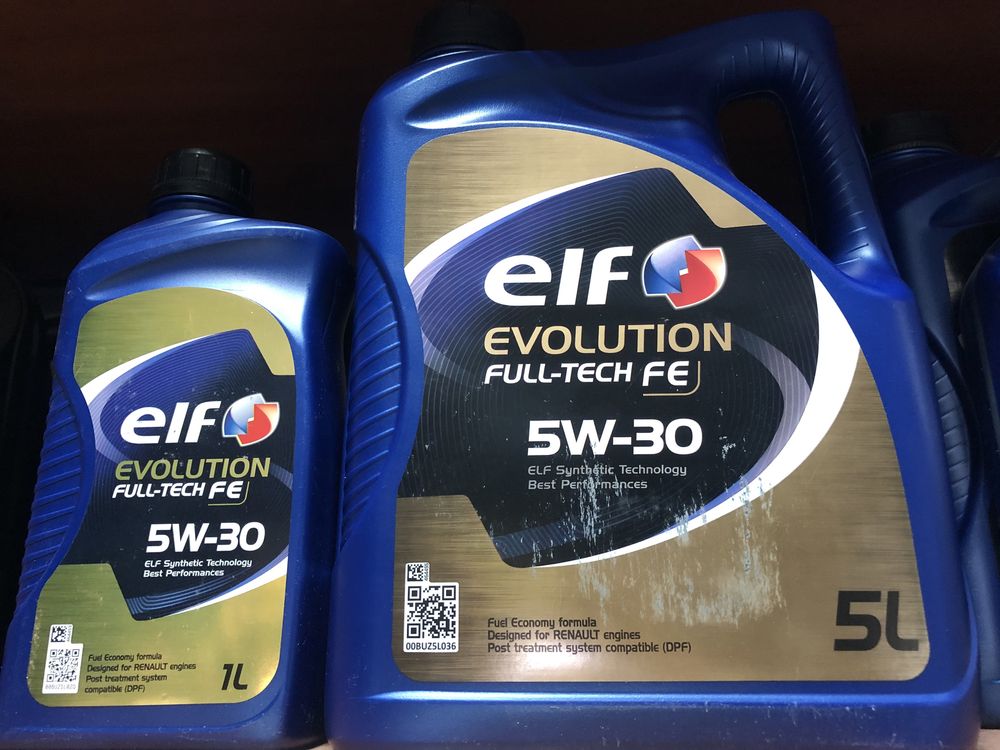 elf
EVOLUTION
FULL-TECH FE
5W-30
ELF Synthetic Technology
Best Performances
Fuel Economy formula
Designed for RENAULT engines
Post treatment system
compatible (DPF)
1L
elf
EVOLUTION
FULL-TECH FE
5W-30
ELF Synthetic Technology
Best Performances
00BUZ5L036
Fuel Economy formula
Designed for RENAULT engines
Post treatment system compatible (DPF)
5L